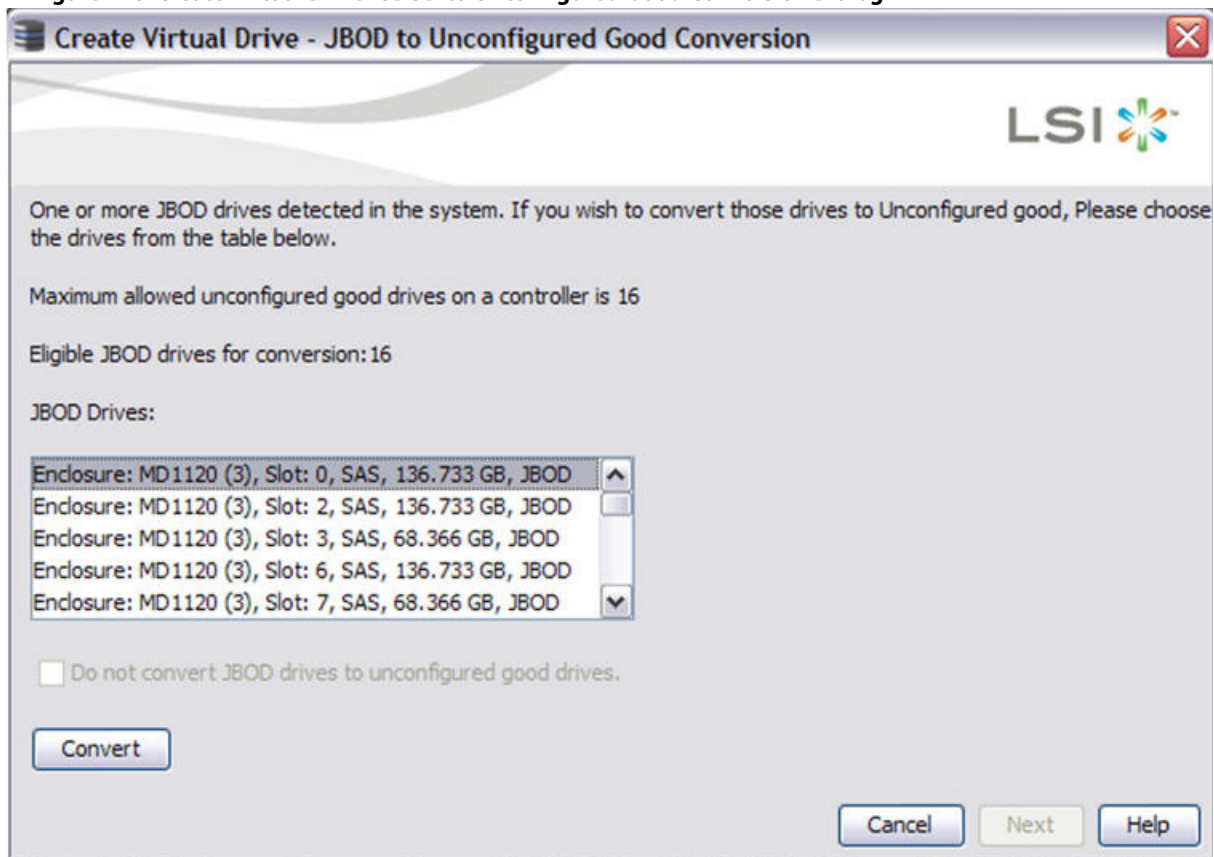 Create Virtual Drive - JBOD to Unconfigured Good Conversion
LSI
One or more JBOD drives detected in the system. If you wish to convert those drives to Unconfigured good, Please choose
the drives from the table below.
Maximum allowed unconfigured good drives on a controller is 16
Eligible JBOD drives for conversion:16
JBOD Drives:
Enclosure: MD1120 (3), Slot: 0, SAS, 136.733 GB, JBOD
Enclosure: MD1120 (3), Slot: 2, SAS, 136.733 GB, JBOD
Enclosure: MD1120 (3), Slot: 3, SAS, 68.366 GB, JBOD
Enclosure: MD1120 (3), Slot: 6, SAS, 136.733 GB, JBOD
Enclosure: MD1120 (3), Slot: 7, SAS, 68.366 GB, JBOD
Do not convert JBOD drives to unconfigured good drives.
Convert
Cancel
Next
Help